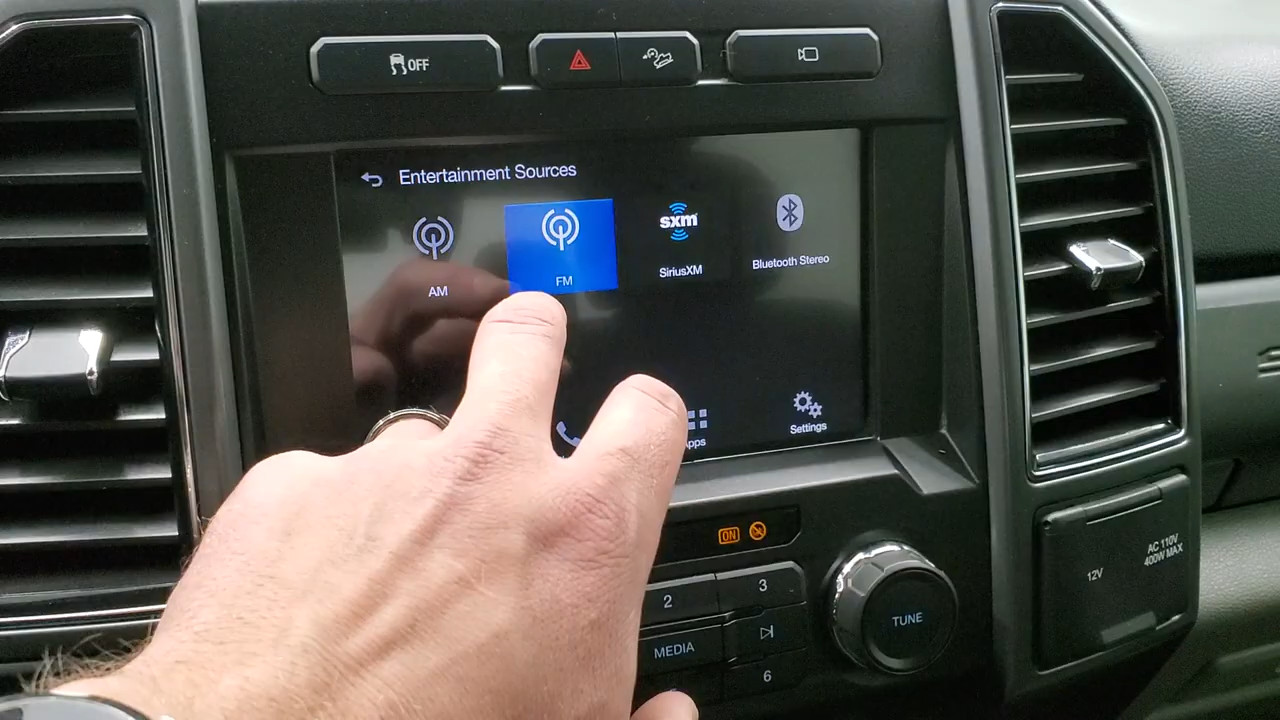 OFF
Entertainment Sources
AM
FM
sxm
SiriusXM
Bluetooth Stereo
Settings
ON
2
3
MEDIA
6
TUNE
12V
AC 110V
400W MAX